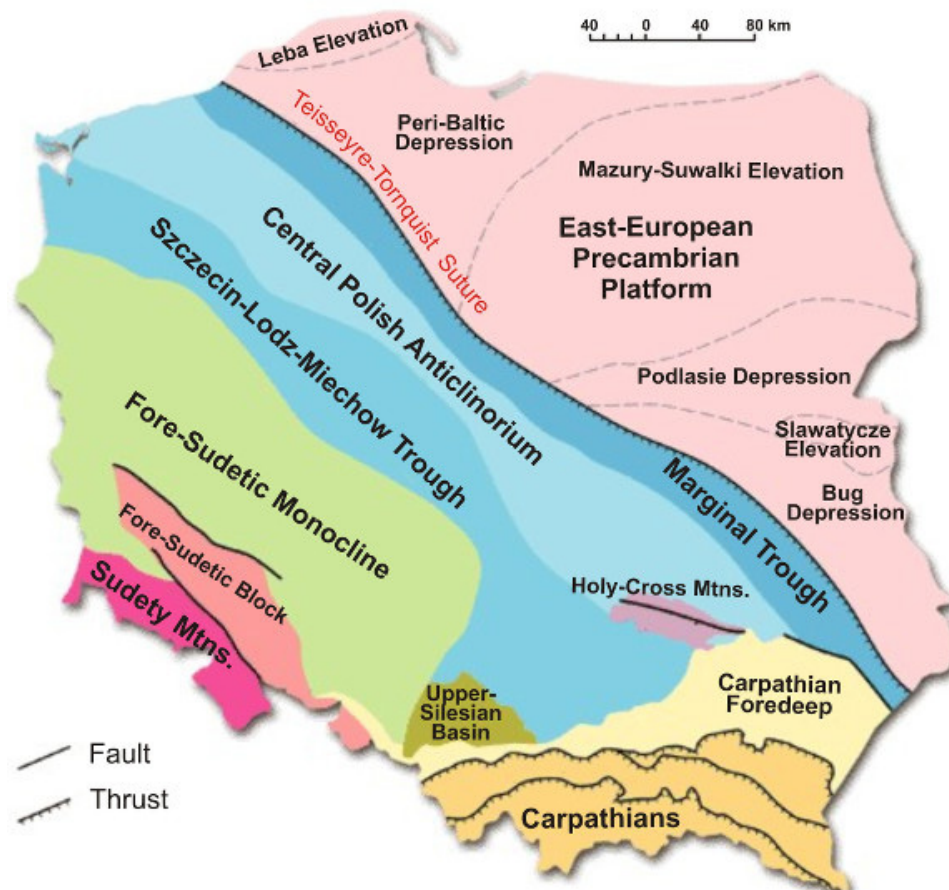 40 0 40 80 km
Leba Elevation
Teisseyre-Tornquist Suture
Peri-Baltic
Depression
Mazury-Suwalki Elevation
East-European
Precambrian
Platform
Central Polish Anticlinorium
Szczecin-Lodz-Miechow Trough
Podlasie Depression
Slawatycze
Elevation
Bug
Depression
Marginal Trough
Fore-Sudetic Monocline
Fore-Sudetic Block
Sudety Mtns.
Holy-Cross Mtns.
Upper-
Silesian
Basin
Carpathian
Foredeep
Carpathians
Fault
Thrust